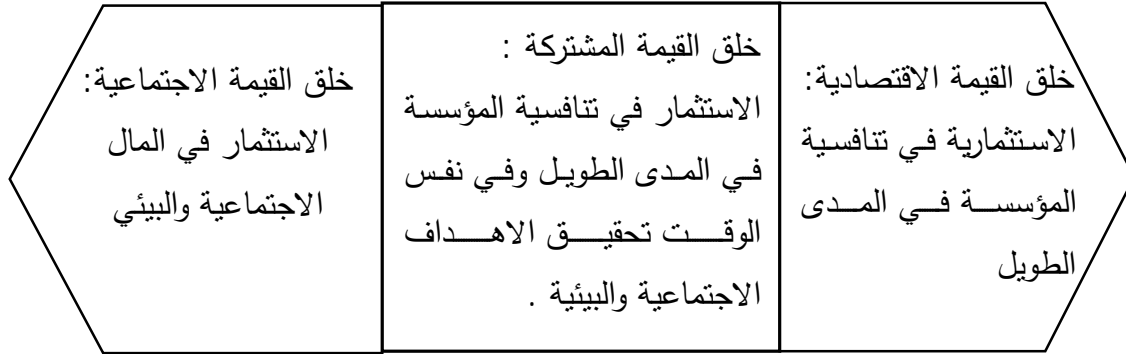 خلق القيمة الاقتصادية:
الاستثمارية في تنافسية
المؤسسة في المدى
الطويل
خلق القيمة المشتركة :
الاستثمار في تنافسية المؤسسة
في المدى الطويل وفي نفس
الوقت تحقيق الاهداف
الاجتماعية والبيئية .
خلق القيمة الاجتماعية:
الاستثمار في المال
الاجتماعية والبيئي